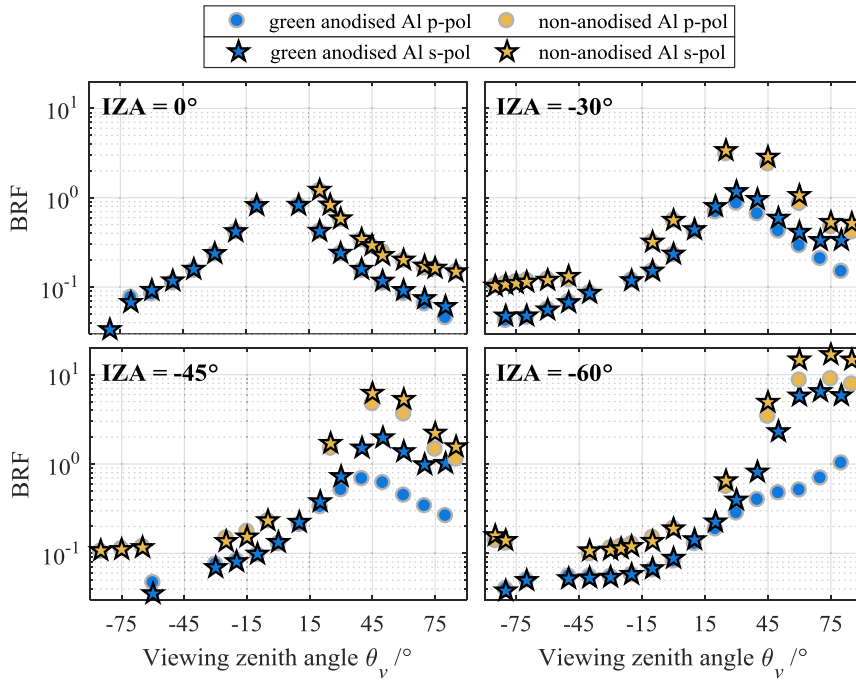 green anodised Al p-pol non-anodised Al p-pol
green anodised Al s-pol non-anodised Al s-pol
IZA = 0°
IZA = -30°
10^1
10^0
10^-1
BRF
IZA = -45°
IZA = -60°
10^1
10^0
10^-1
BRF
-75 -45 -15 15 45 75
-75 -45 -15 15 45 75
Viewing zenith angle θ_v /°
Viewing zenith angle θ_v /°